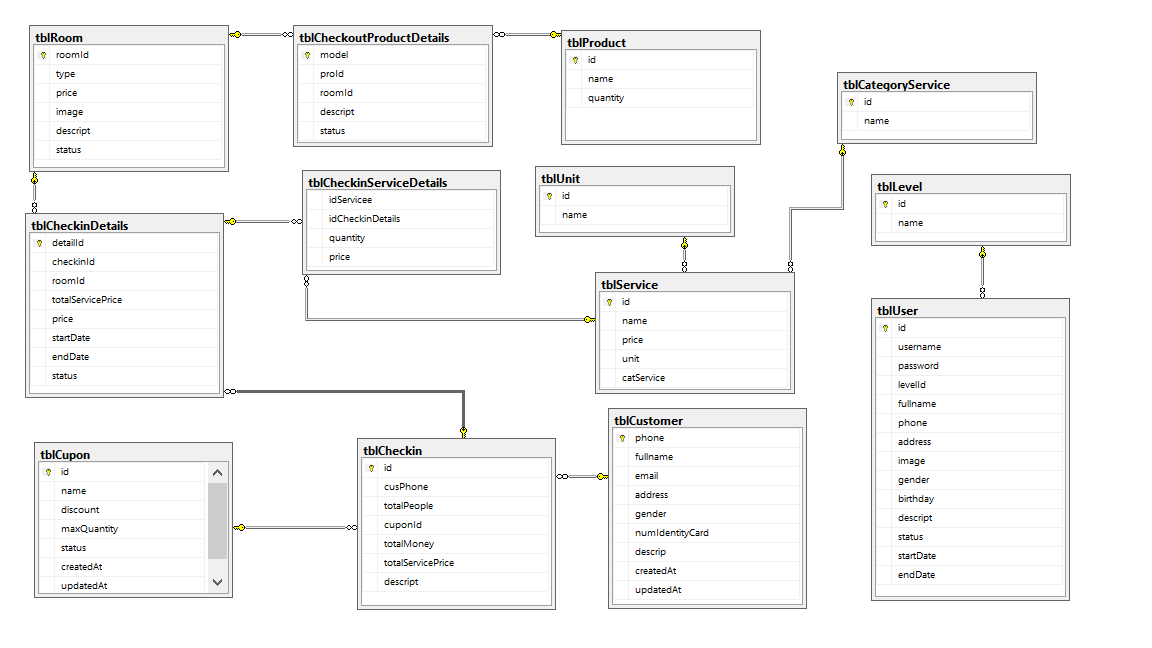 tblRoom
roomId
type
price
image
descript
status
tblCheckoutProductDetails
model
proId
roomId
descript
status
tblProduct
id
name
quantity
tblCategoryService
id
name
tblCheckinServiceDetails
idServicee
idCheckinDetails
quantity
price
tblUnit
id
name
tblLevel
id
name
tblCheckinDetails
detailId
checkinId
roomId
totalServicePrice
price
startDate
endDate
status
tblService
id
name
price
unit
catService
tblUser
id
username
password
levelId
fullname
phone
address
image
gender
birthday
descript
status
startDate
endDate
tblCupon
id
name
discount
maxQuantity
status
createdAt
updatedAt
tblCheckin
id
cusPhone
totalPeople
cuponId
totalMoney
totalServicePrice
descript
tblCustomer
phone
fullname
email
address
gender
numIdentityCard
descrip
createdAt
updatedAt